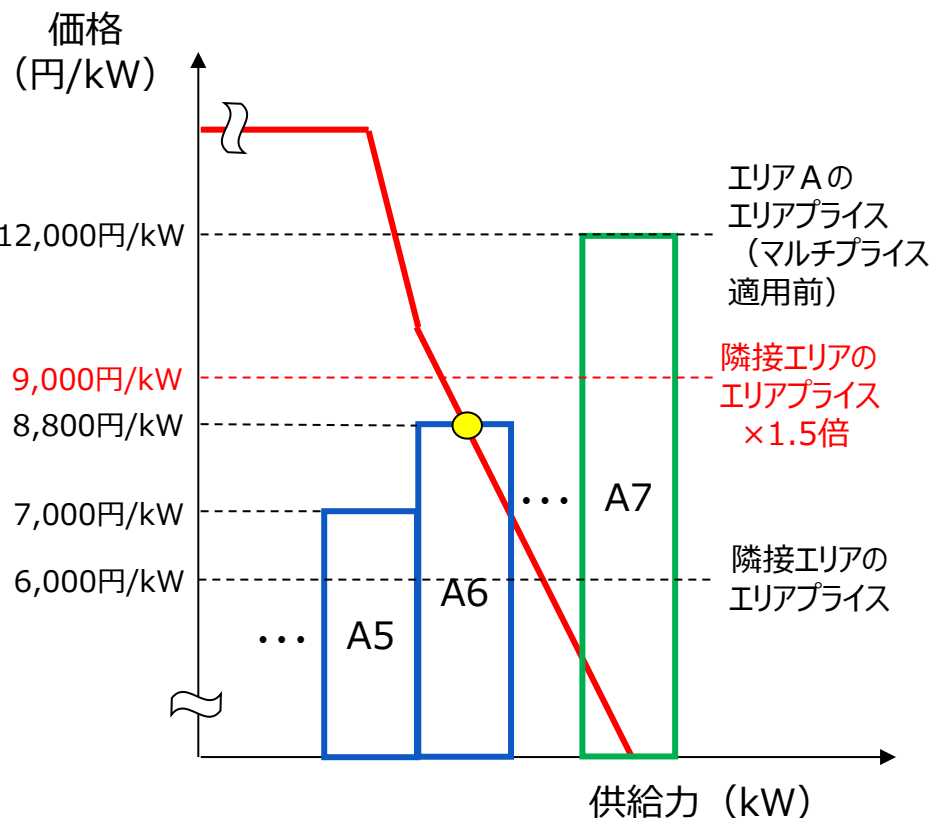 価格
（円/kW）
12,000円/kW
エリアAの
エリアプライス
（マルチプライス
適用前）
9,000円/kW
隣接エリアの
エリアプライス
×1.5倍
8,800円/kW
7,000円/kW
･･･
A7
6,000円/kW
隣接エリアの
エリアプライス
･･･
A5
A6
供給力（kW）